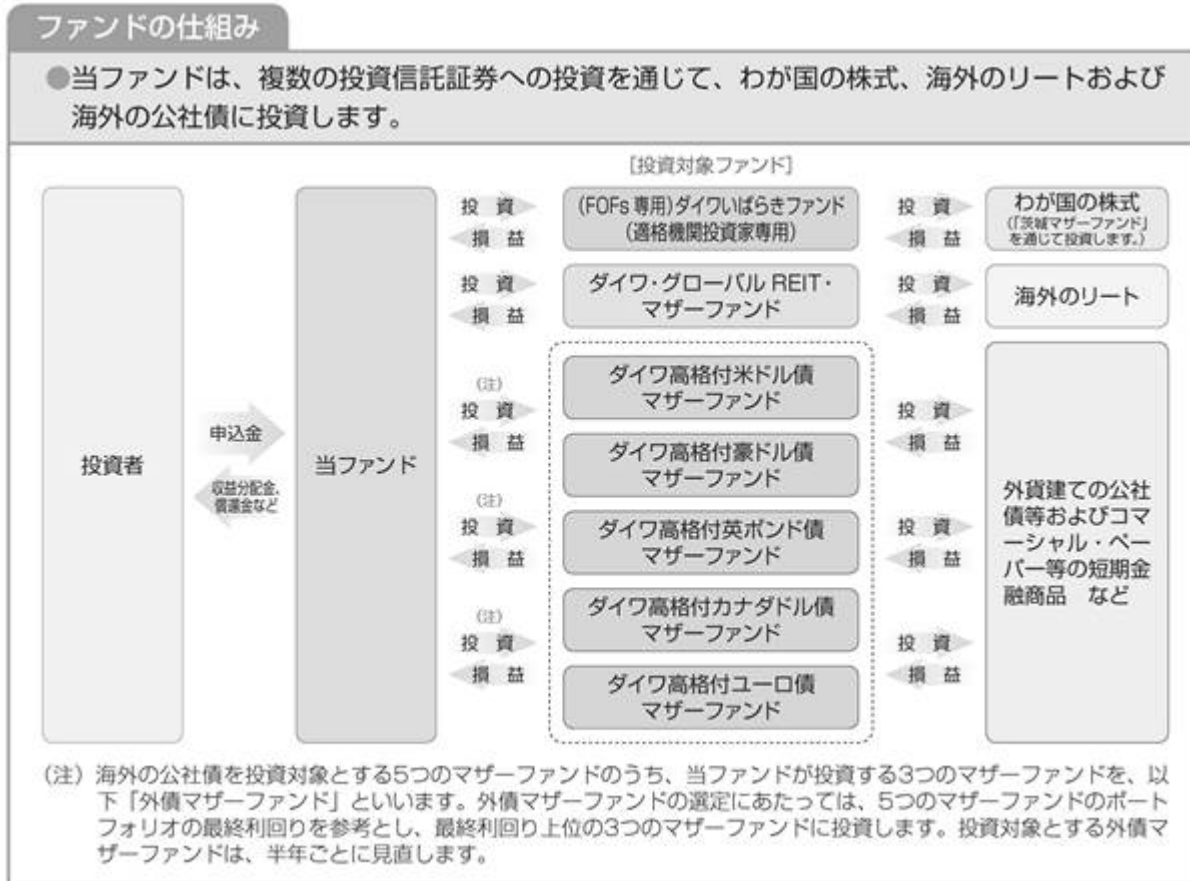 ファンドの仕組み
●当ファンドは、複数の投資信託証券への投資を通じて、わが国の株式、海外のリートおよび
海外の公社債に投資します。
[投資対象ファンド]
投資者
申込金
収益分配金、
償還金など
当ファンド
投 資
損 益
(FOFs 専用)ダイワいばらきファンド
(適格機関投資家専用)
投 資
損 益
わが国の株式
(「茨城マザーファンド」
を通じて投資します。)
投 資
損 益
ダイワ・グローバル REIT・
マザーファンド
投 資
損 益
海外のリート
(注)
投 資
損 益
(注)
投 資
損 益
(注)
投 資
損 益
ダイワ高格付米ドル債
マザーファンド
ダイワ高格付豪ドル債
マザーファンド
ダイワ高格付英ポンド債
マザーファンド
ダイワ高格付カナダドル債
マザーファンド
ダイワ高格付ユーロ債
マザーファンド
投 資
損 益
投 資
損 益
投 資
損 益
外貨建ての公社
債等およびコマ
ーシャル・ペー
パー等の短期金
融商品 など
(注) 海外の公社債を投資対象とする5つのマザーファンドのうち、当ファンドが投資する3つのマザーファンドを、以
下「外債マザーファンド」といいます。外債マザーファンドの選定にあたっては、5つのマザーファンドのポート
フォリオの最終利回りを参考とし、最終利回り上位の3つのマザーファンドに投資します。投資対象とする外債マ
ザーファンドは、半年ごとに見直します。